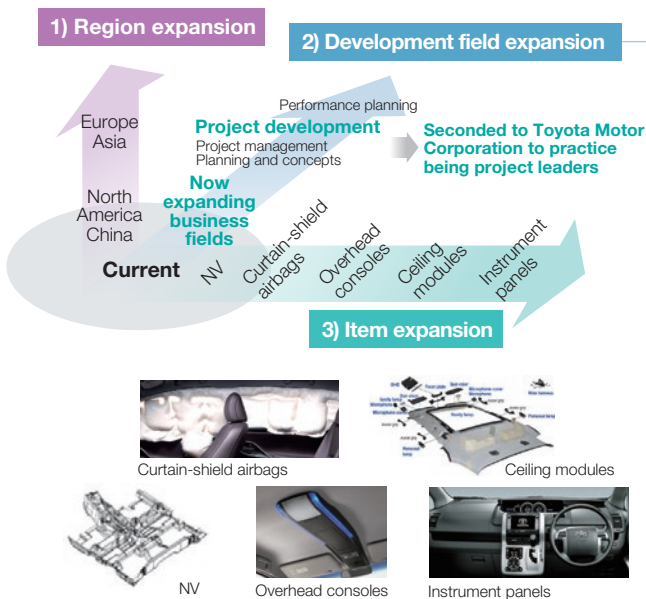 1) Region expansion
2) Development field expansion
Performance planning
Europe
Asia
Project development
Project management
Planning and concepts
Seconded to Toyota Motor
Corporation to practice
being project leaders
North
America
China
Now
expanding
business
fields
Current
NV
Curtain-shield
airbags
Overhead
consoles
Ceiling
modules
Instrument
panels
3) Item expansion
Curtain-shield airbags
Ceiling modules
NV
Overhead consoles
Instrument panels